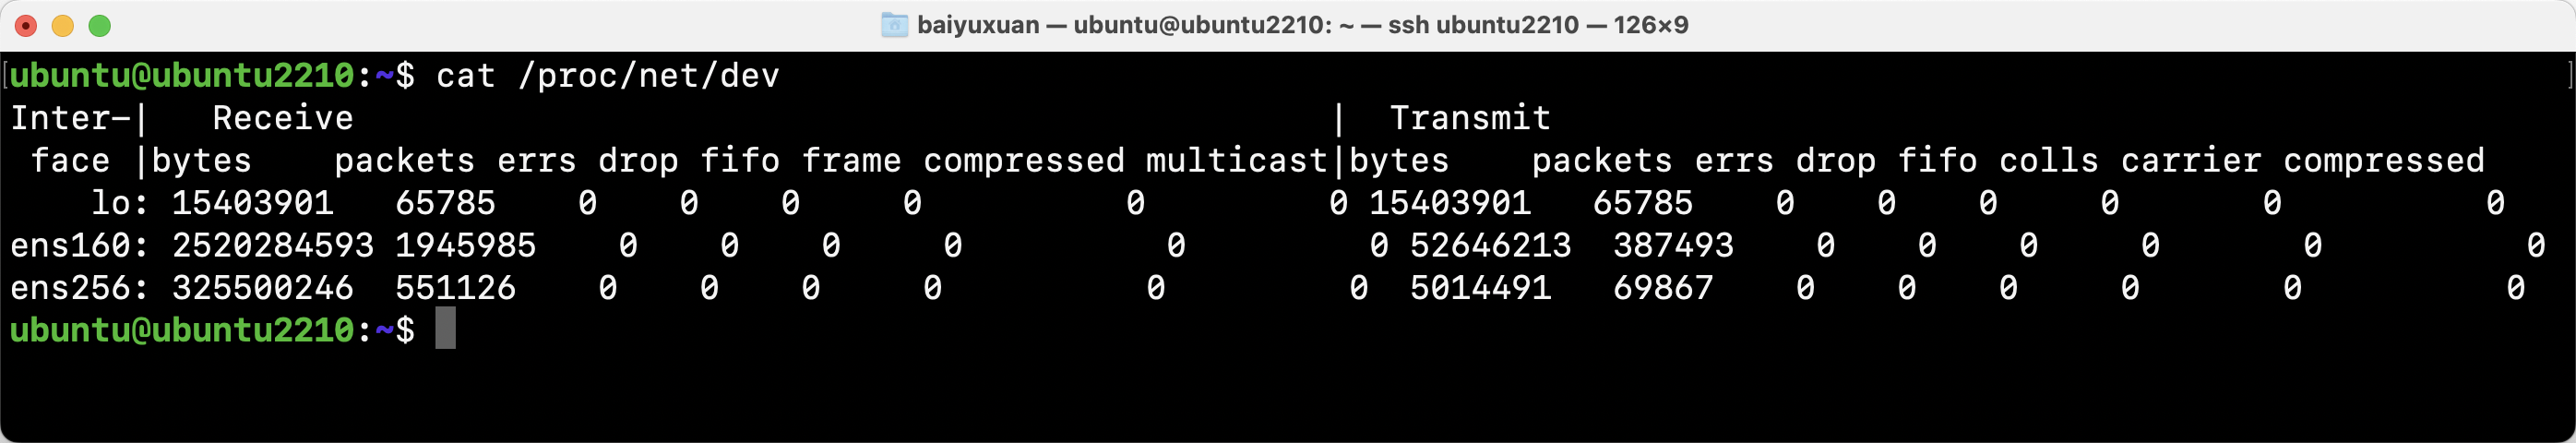 baiyuxuan — ubuntu@ubuntu2210: ~ — ssh ubuntu2210 — 126×9
[ubuntu@ubuntu2210:~$ cat /proc/net/dev ]
Inter-|   Receive                                                |  Transmit
 face |bytes    packets errs drop fifo frame compressed multicast|bytes    packets errs drop fifo colls carrier compressed
    lo: 15403901   65785    0    0    0     0          0         0 15403901   65785    0    0    0     0       0          0
ens160: 2520284593 1945985    0    0    0     0          0         0 52646213  387493    0    0    0     0       0          0
ens256: 325500246  551126    0    0    0     0          0         0  5014491   69867    0    0    0     0       0          0
ubuntu@ubuntu2210:~$